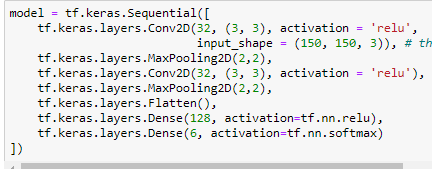 model = tf.keras.Sequential([
    tf.keras.layers.Conv2D(32, (3, 3), activation = 'relu',
                           input_shape = (150, 150, 3)), # th
    tf.keras.layers.MaxPooling2D(2,2),
    tf.keras.layers.Conv2D(32, (3, 3), activation = 'relu'),
    tf.keras.layers.MaxPooling2D(2,2),
    tf.keras.layers.Flatten(),
    tf.keras.layers.Dense(128, activation=tf.nn.relu),
    tf.keras.layers.Dense(6, activation=tf.nn.softmax)
])